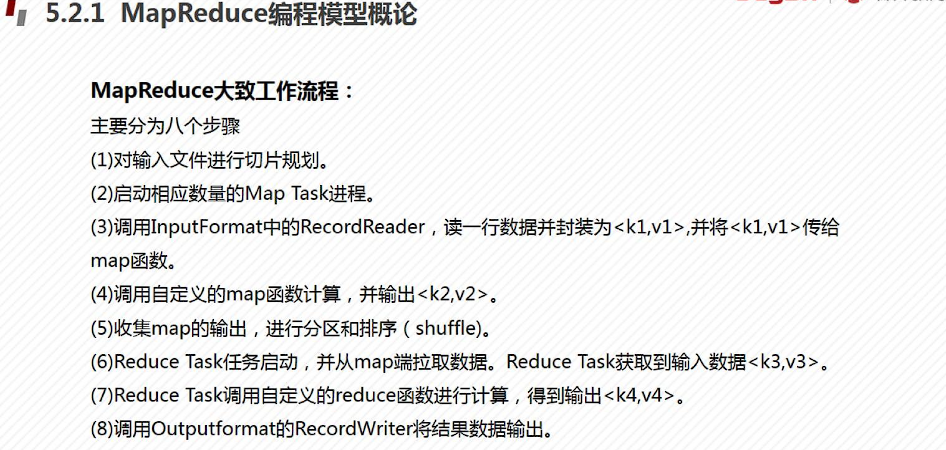 5.2.1 MapReduce编程模型概论
MapReduce大致工作流程：
主要分为八个步骤
(1)对输入文件进行切片规划。
(2)启动相应数量的Map Task进程。
(3)调用InputFormat中的RecordReader，读一行数据并封装为<k1,v1>,并将<k1,v1>传给
map函数。
(4)调用自定义的map函数计算，并输出<k2,v2>。
(5)收集map的输出，进行分区和排序（shuffle)。
(6)Reduce Task任务启动，并从map端拉取数据。Reduce Task获取到输入数据<k3,v3>。
(7)Reduce Task调用自定义的reduce函数进行计算，得到输出<k4,v4>。
(8)调用Outputformat的RecordWriter将结果数据输出。